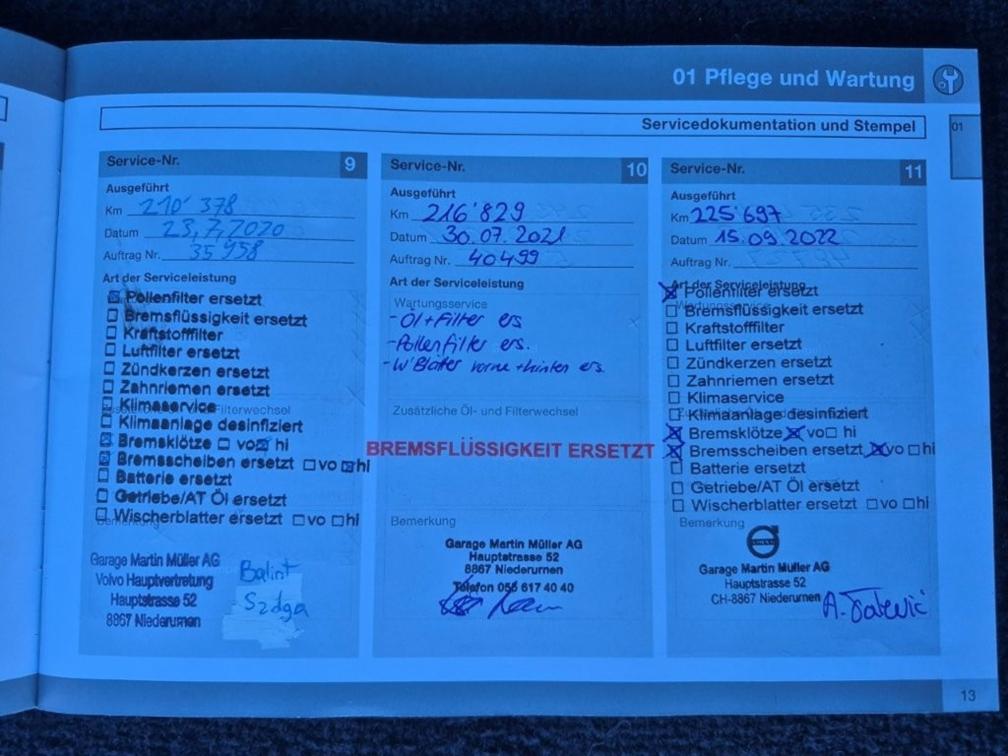 01 Pflege und Wartung
Servicedokumentation und Stempel
01
Service-Nr. 9
Ausgeführt
Km 210'378
Datum 23,7,2020
Auftrag Nr. 35958
Art der Serviceleistung
Pollenfilter ersetzt
Bremsflüssigkeit ersetzt
Kraftstofffilter
Luftfilter ersetzt
Zündkerzen ersetzt
Zahnriemen ersetzt
Klimaservice
Klimaanlage desinfiziert
Bremsklötze vo hi
Bremsscheiben ersetzt vo hi
Batterie ersetzt
Getriebe/AT Öl ersetzt
Wischerblatter ersetzt vo hi
Bemerkung
Garage Martin Müller AG
Volvo Hauptvertretung
Hauptstrasse 52
8867 Niederurnen
Balint
Service-Nr. 10
Ausgeführt
Km 216'829
Datum 30.07.2021
Auftrag Nr. 40499
Art der Serviceleistung
Wartungsservice
- Öl + Filter ers
- Pollenfilter ers.
- W'Blätter vorne + hinten ers.
Zusätzliche Öl- und Filterwechsel
BREMSFLÜSSIGKEIT ERSETZT
Bemerkung
Garage Martin Müller AG
Hauptstrasse 52
8867 Niederurnen
Telefon 055 617 40 40
Service-Nr. 11
Ausgeführt
Km 225'697
Datum 15.09.2022
Auftrag Nr.
Art der Serviceleistung
Pollenfilter ersetzt
Wartungsservice
Bremsflüssigkeit ersetzt
Kraftstofffilter
Luftfilter ersetzt
Zündkerzen ersetzt
Zahnriemen ersetzt
Klimaservice
Klimaanlage desinfiziert
Bremsklötze vo hi
Bremsscheiben ersetzt vo hi
Batterie ersetzt
Getriebe/AT Öl ersetzt
Wischerblatter ersetzt vo hi
Bemerkung
VOLVO
Garage Martin Müller AG
Hauptstrasse 52
CH-8867 Niederurnen
13